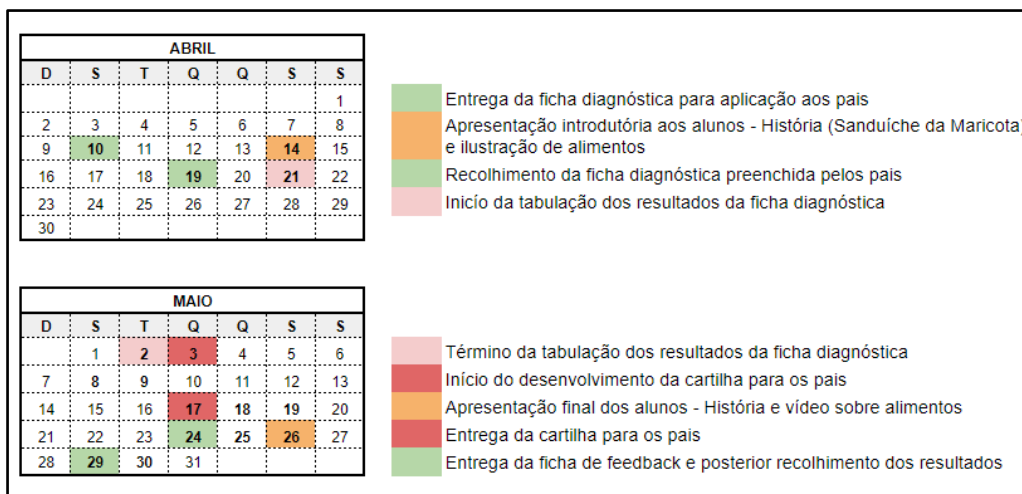 ABRIL
D S T Q Q S S
1
2 3 4 5 6 7 8
9 10 11 12 13 14 15
16 17 18 19 20 21 22
23 24 25 26 27 28 29
30
Entrega da ficha diagnóstica para aplicação aos pais
Apresentação introdutória aos alunos - História (Sanduíche da Maricota)
e ilustração de alimentos
Recolhimento da ficha diagnóstica preenchida pelos pais
Inicío da tabulação dos resultados da ficha diagnóstica
MAIO
D S T Q Q S S
1 2 3 4 5 6
7 8 9 10 11 12 13
14 15 16 17 18 19 20
21 22 23 24 25 26 27
28 29 30 31
Término da tabulação dos resultados da ficha diagnóstica
Início do desenvolvimento da cartilha para os pais
Apresentação final dos alunos - História e vídeo sobre alimentos
Entrega da cartilha para os pais
Entrega da ficha de feedback e posterior recolhimento dos resultados